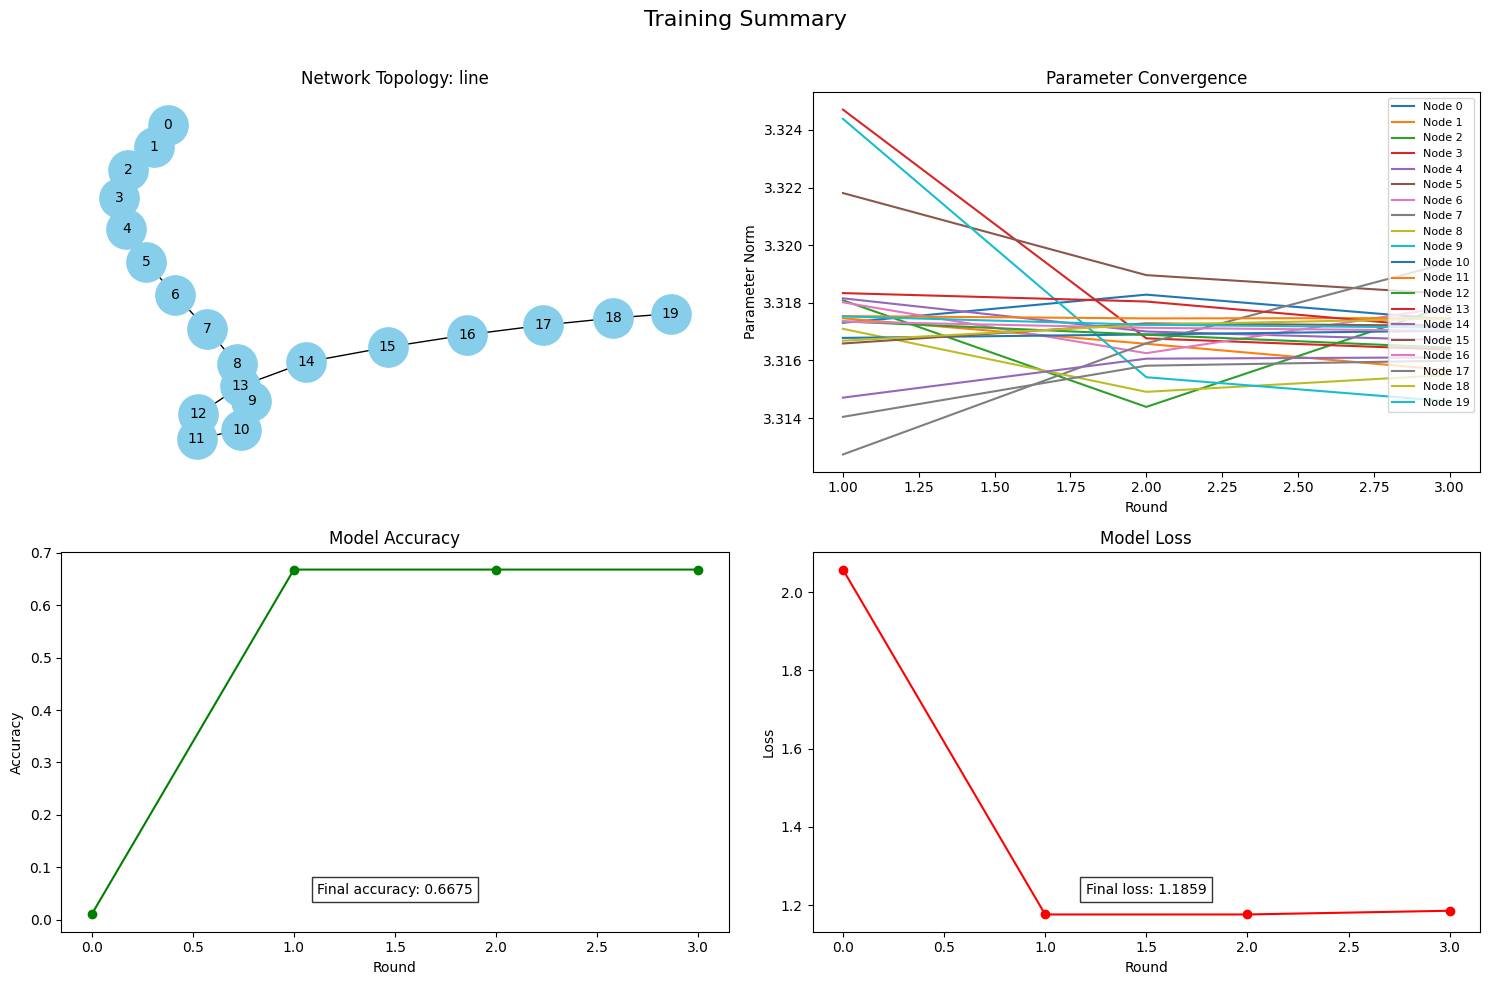 Training Summary
Network Topology: line
0
1
2
3
4
5
6
7
8
13
9
12
11
10
14
15
16
17
18
19
Parameter Convergence
Parameter Norm
3.324
3.322
3.320
3.318
3.316
3.314
Node 0
Node 1
Node 2
Node 3
Node 4
Node 5
Node 6
Node 7
Node 8
Node 9
Node 10
Node 11
Node 12
Node 13
Node 14
Node 15
Node 16
Node 17
Node 18
Node 19
1.00 1.25 1.50 1.75 2.00 2.25 2.50 2.75 3.00
Round
Model Accuracy
Accuracy
0.7
0.6
0.5
0.4
0.3
0.2
0.1
0.0
Final accuracy: 0.6675
0.0 0.5 1.0 1.5 2.0 2.5 3.0
Round
Model Loss
Loss
2.0
1.8
1.6
1.4
1.2
Final loss: 1.1859
0.0 0.5 1.0 1.5 2.0 2.5 3.0
Round